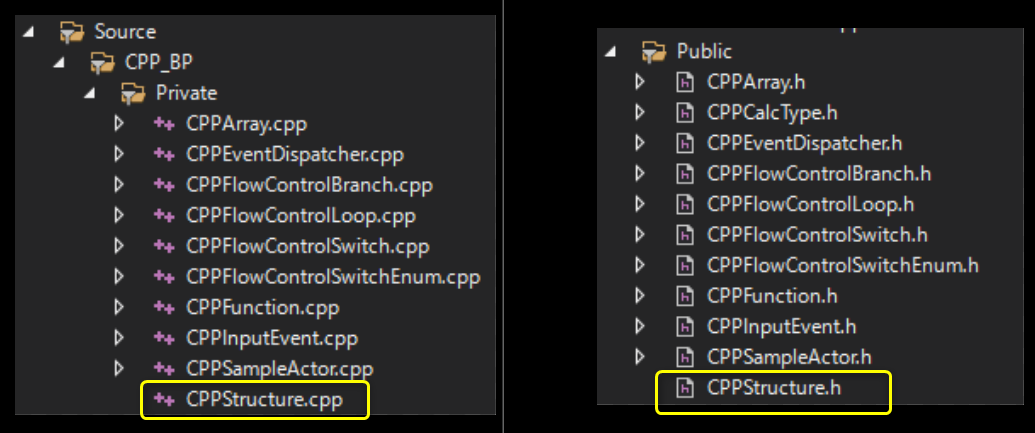 Source
CPP_BP
Private
CPPArray.cpp
CPPEventDispatcher.cpp
CPPFlowControlBranch.cpp
CPPFlowControlLoop.cpp
CPPFlowControlSwitch.cpp
CPPFlowControlSwitchEnum.cpp
CPPFunction.cpp
CPPInputEvent.cpp
CPPSampleActor.cpp
CPPStructure.cpp
Public
CPPArray.h
CPPCalcType.h
CPPEventDispatcher.h
CPPFlowControlBranch.h
CPPFlowControlLoop.h
CPPFlowControlSwitch.h
CPPFlowControlSwitchEnum.h
CPPFunction.h
CPPInputEvent.h
CPPSampleActor.h
CPPStructure.h